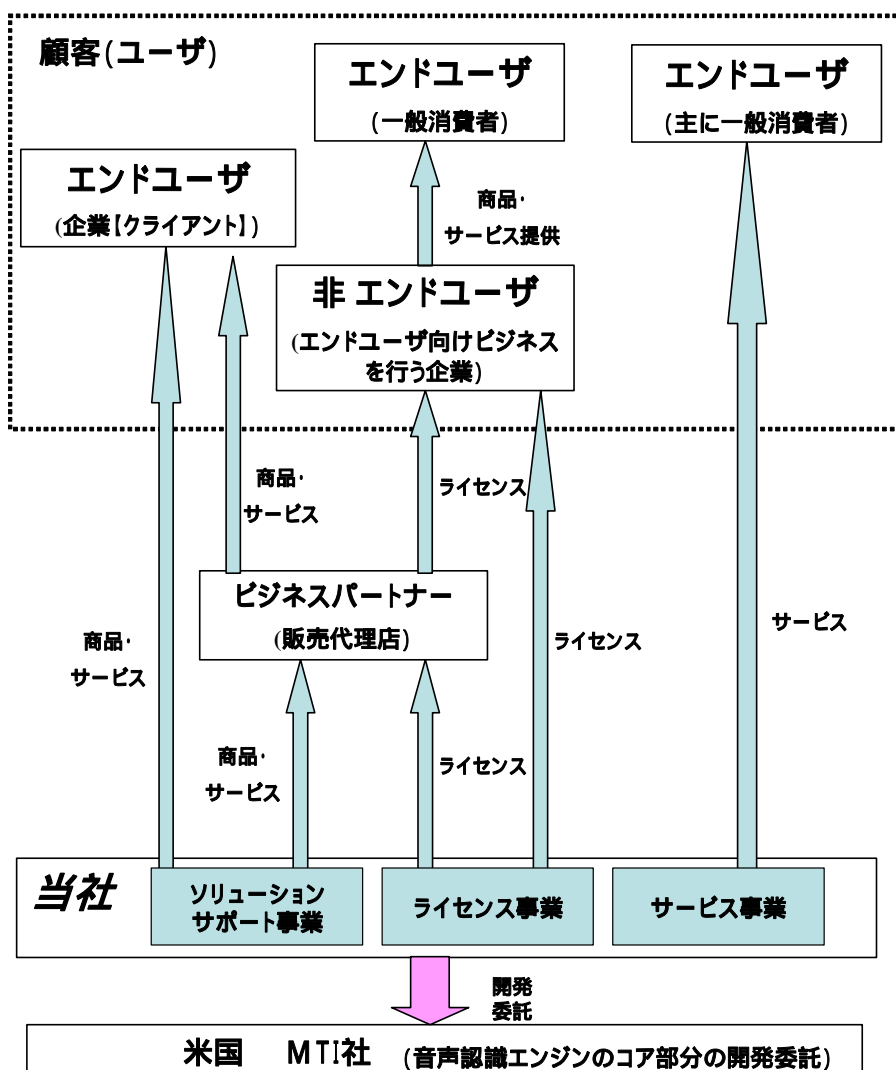 顧客(ユーザ)
エンドユーザ
(一般消費者)
エンドユーザ
(主に一般消費者)
エンドユーザ
(企業【クライアント】)
商品・
サービス提供
非 エンドユーザ
(エンドユーザ向けビジネス
を行う企業)
商品・
サービス
ライセンス
ビジネスパートナー
(販売代理店)
商品・
サービス
ライセンス
サービス
商品・
サービス
ライセンス
当社
ソリューション
サポート事業
ライセンス事業
サービス事業
開発
委託
米国 MTI社 (音声認識エンジンのコア部分の開発委託)